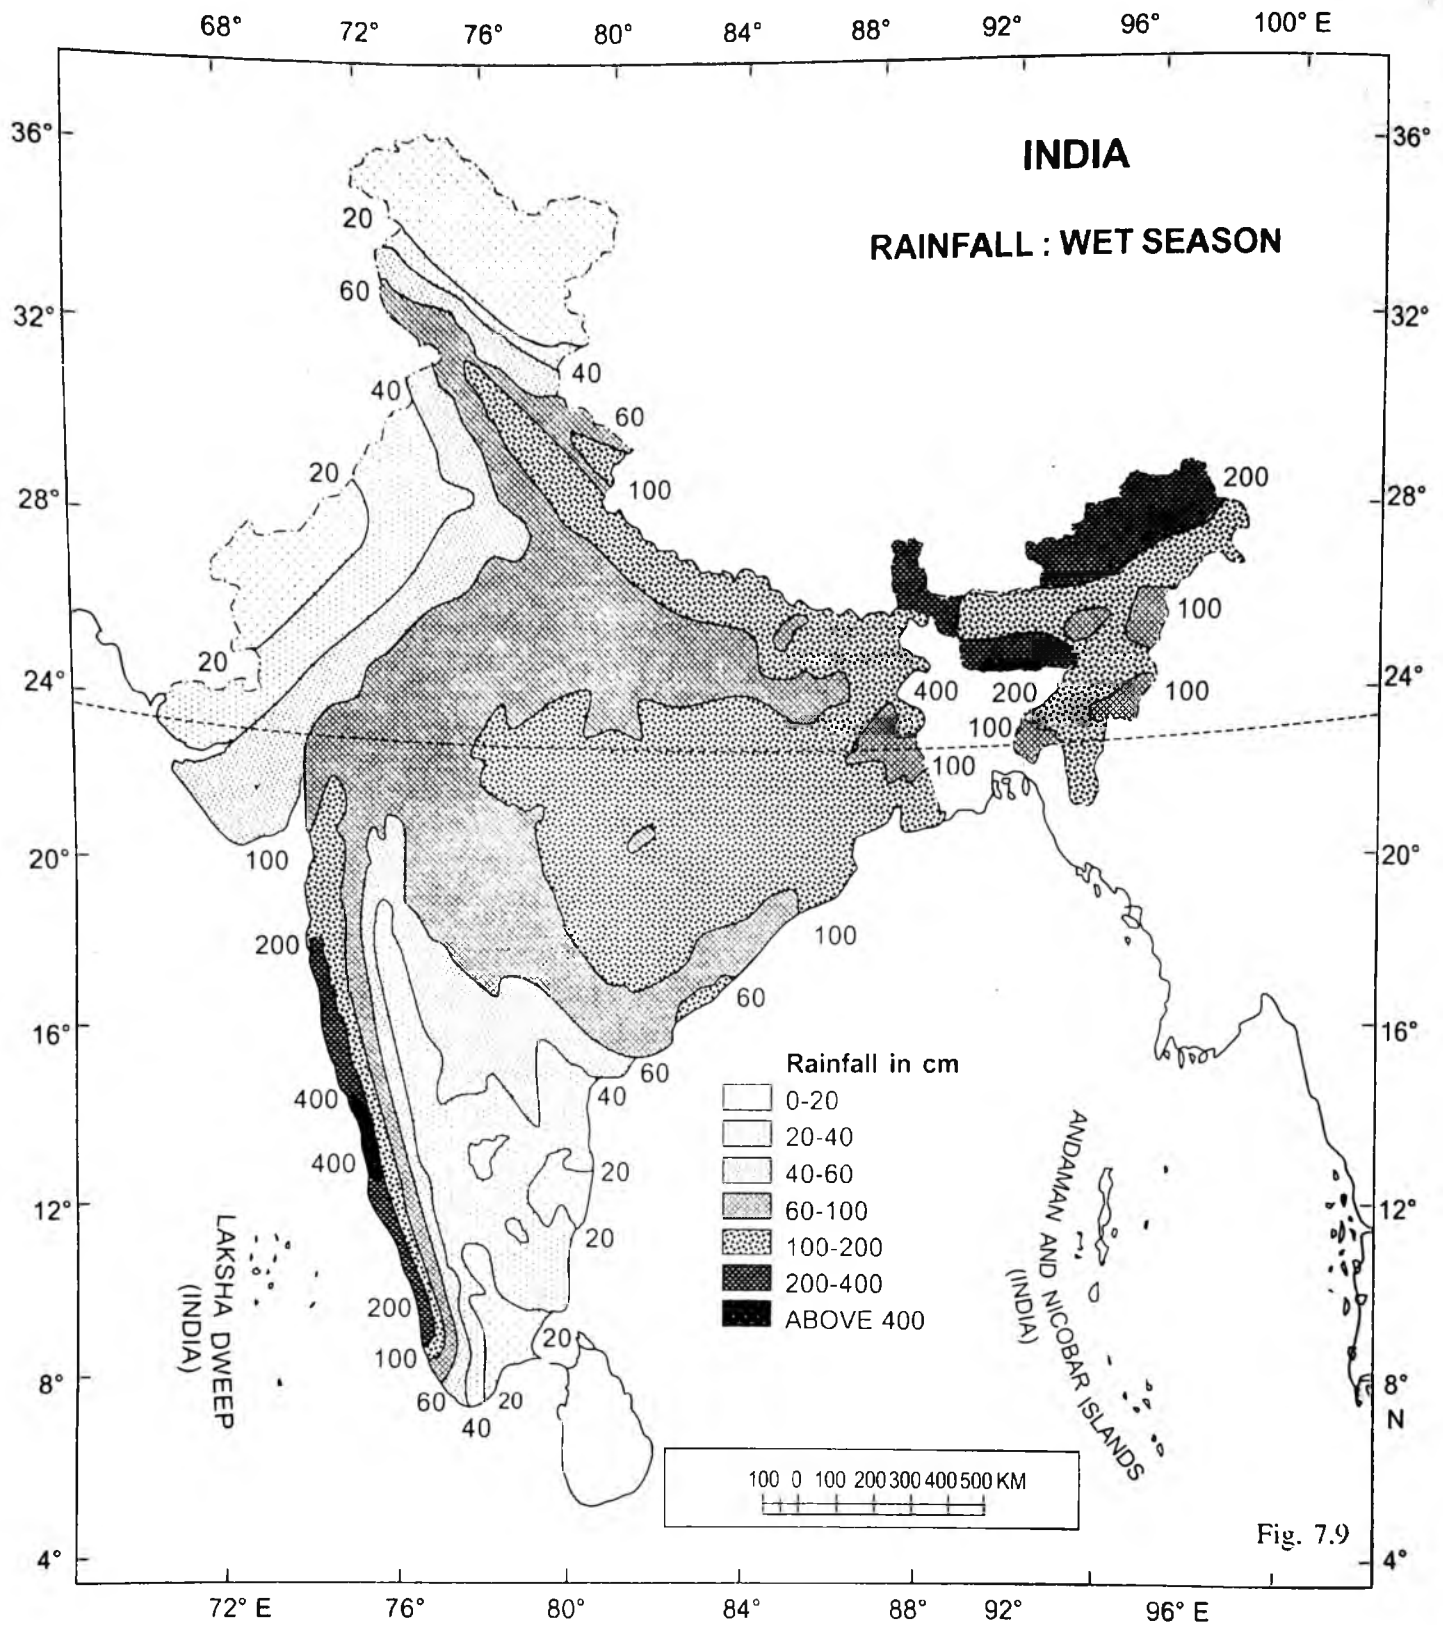 68° 72° 76° 80° 84° 88° 92° 96° 100° E
36° 36°
INDIA
20
RAINFALL : WET SEASON
60
32° 32°
40
40
60
20
200
100
28° 28°
100
20
24° 400 200 100 24°
100
100
20° 100 20°
200 100
60
16° 16°
Rainfall in cm
60
40
0-20
400
20-40
400 20
40-60
60-100
12° 12°
20
100-200
200-400
200
ABOVE 400
20
100
8° 8°
60 20
40
N
LAKSHA DWEEP
(INDIA)
ANDAMAN AND NICOBAR ISLANDS
(INDIA)
100 0 100 200 300 400 500 KM
Fig. 7.9
4° 4°
72° E 76° 80° 84° 88° 92° 96° E